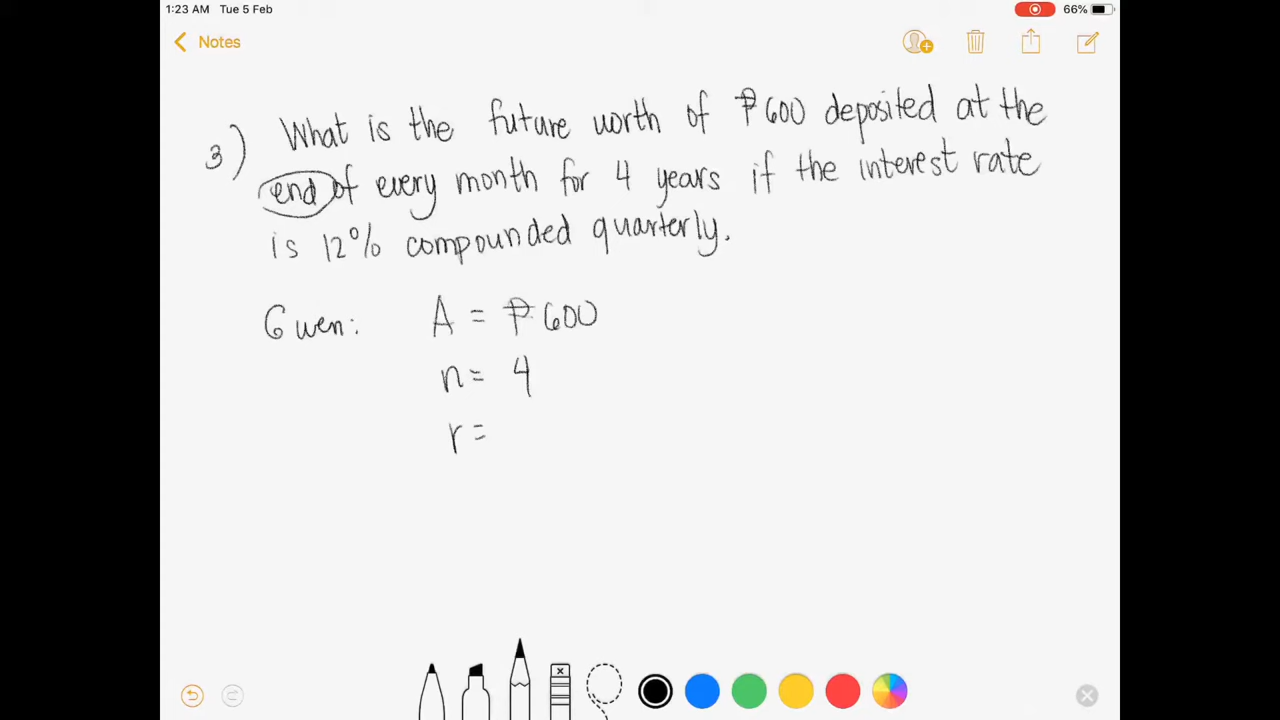 1:23 AM Tue 5 Feb
66%
Notes
3) What is the future worth of ₱600 deposited at the
end of every month for 4 years if the interest rate
is 12% compounded quarterly.
Given: A = ₱600
n = 4
r =